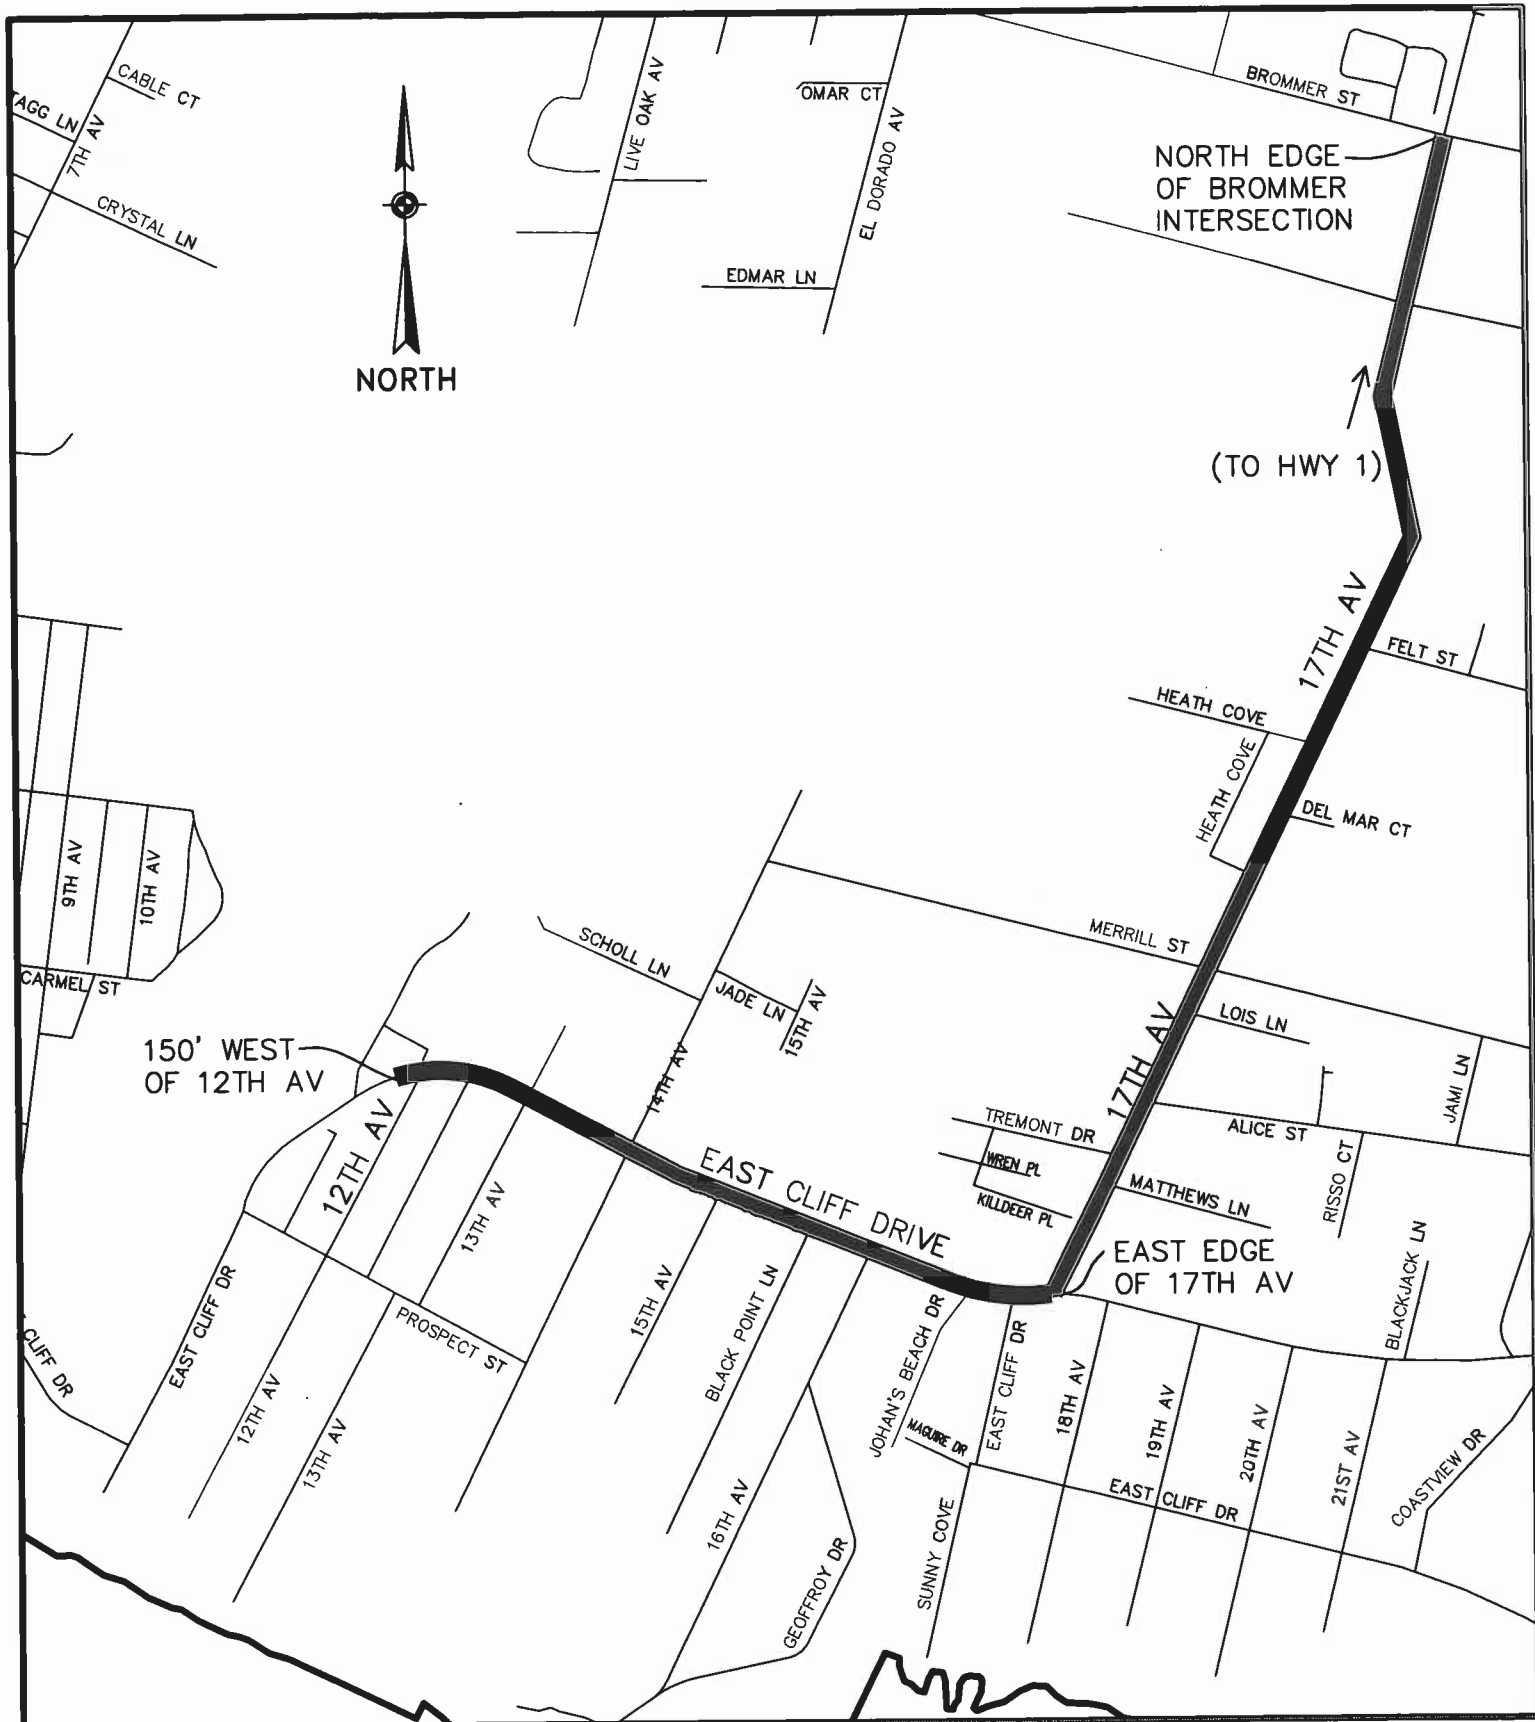 CABLE CT
TAGG LN
7TH AV
CRYSTAL LN
LIVE OAK AV
OMAR CT
EL DORADO AV
EDMAR LN
BROMMER ST
NORTH EDGE
OF BROMMER
INTERSECTION
NORTH
(TO HWY 1)
17TH AV
FELT ST
HEATH COVE
HEATH COVE
DEL MAR CT
9TH AV
10TH AV
CARMEL ST
MERRILL ST
SCHOLL LN
JADE LN
15TH AV
14TH AV
17TH AV
LOIS LN
JAMI LN
150' WEST
OF 12TH AV
12TH AV
TREMONT DR
WREN PL
KILLDEER PL
ALICE ST
RISSO CT
MATTHEWS LN
EAST CLIFF DRIVE
13TH AV
EAST EDGE
OF 17TH AV
BLACKJACK LN
EAST CLIFF DR
CLIFF DR
PROSPECT ST
15TH AV
BLACK POINT LN
JOHAN'S BEACH DR
EAST CLIFF DR
MAGUIRE DR
18TH AV
19TH AV
20TH AV
21ST AV
COASTVIEW DR
12TH AV
13TH AV
16TH AV
EAST CLIFF DR
SUNNY COVE
GEOFFROY DR